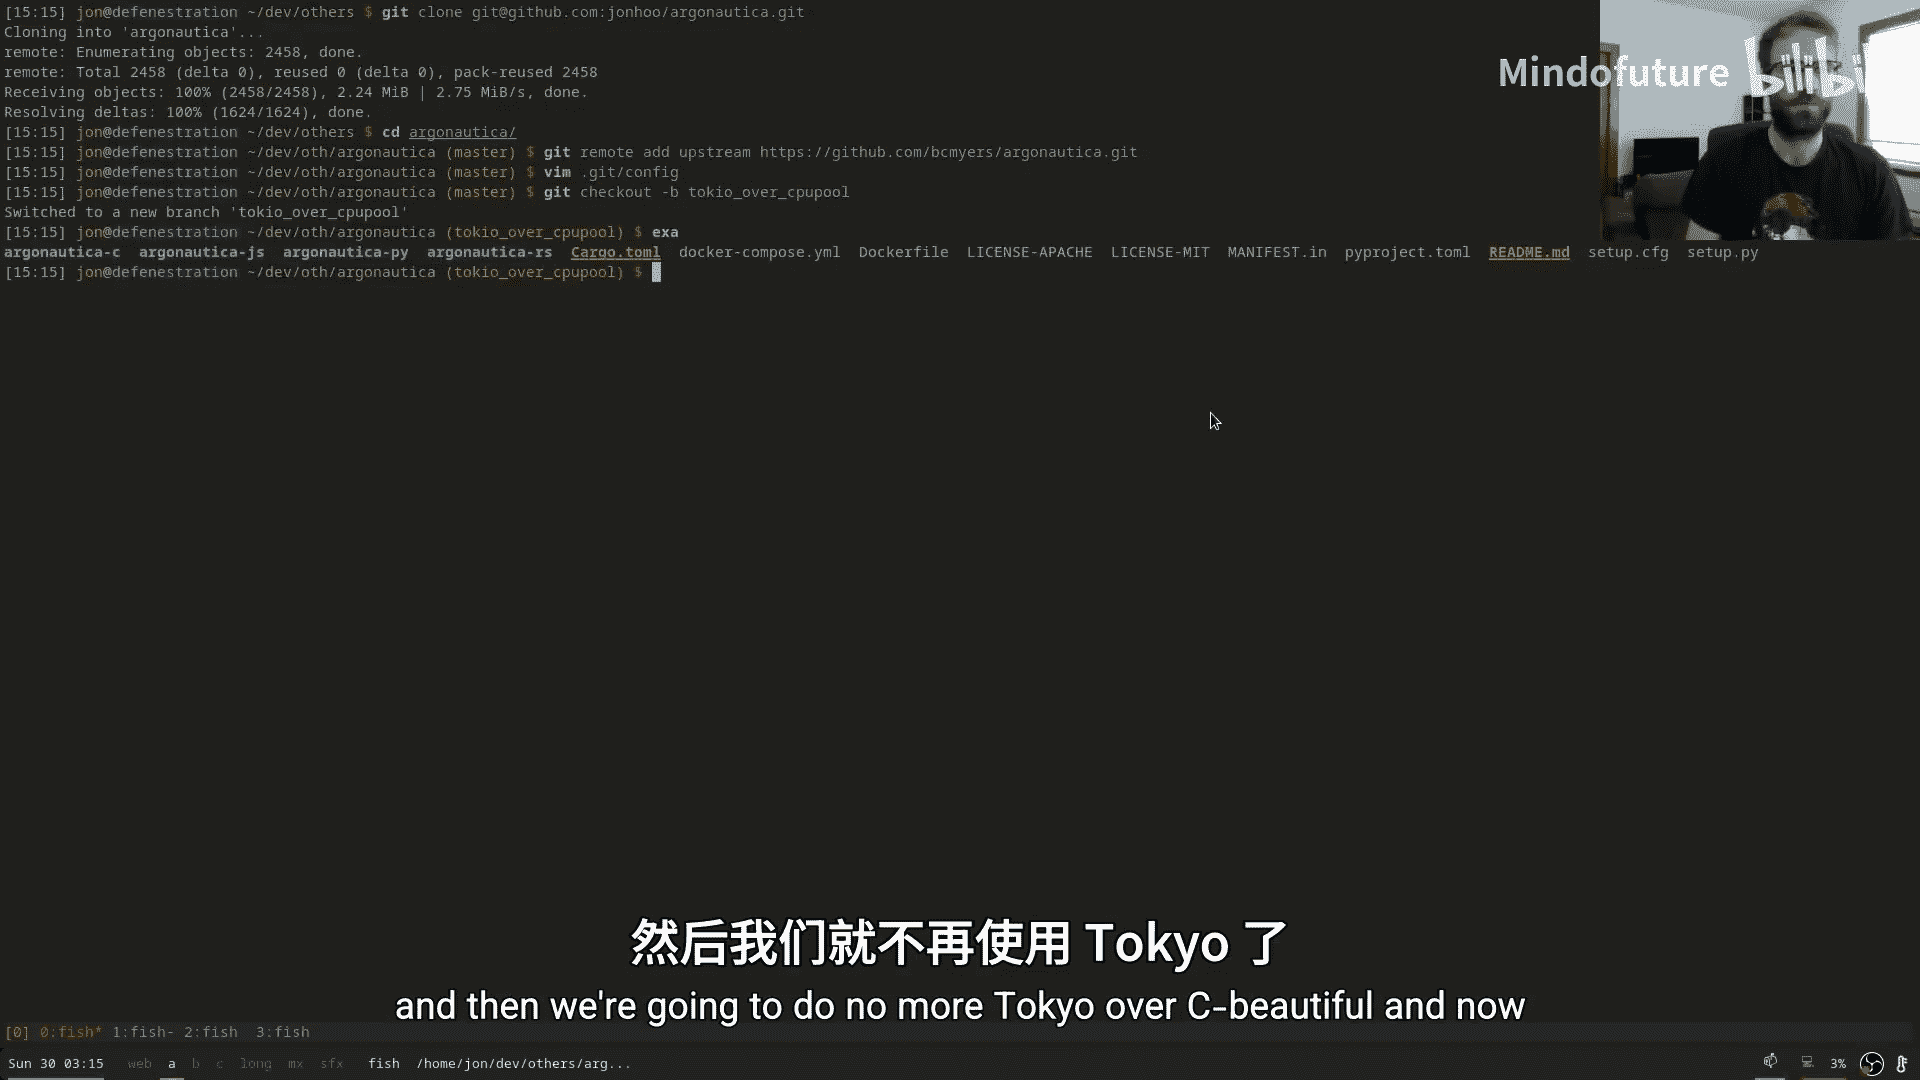 [15:15] jon@defenestration ~/dev/others $ git clone git@github.com:jonhoo/argonautica.git
Cloning into 'argonautica'...
remote: Enumerating objects: 2458, done.
remote: Total 2458 (delta 0), reused 0 (delta 0), pack-reused 2458
Receiving objects: 100% (2458/2458), 2.24 MiB | 2.75 MiB/s, done.
Resolving deltas: 100% (1624/1624), done.
[15:15] jon@defenestration ~/dev/others $ cd argonautica/
[15:15] jon@defenestration ~/dev/oth/argonautica (master) $ git remote add upstream https://github.com/bcmyers/argonautica.git
[15:15] jon@defenestration ~/dev/oth/argonautica (master) $ vim .git/config
[15:15] jon@defenestration ~/dev/oth/argonautica (master) $ git checkout -b tokio_over_cpupool
Switched to a new branch 'tokio_over_cpupool'
[15:15] jon@defenestration ~/dev/oth/argonautica (tokio_over_cpupool) $ exa
argonautica-c argonautica-js argonautica-py argonautica-rs Cargo.toml docker-compose.yml Dockerfile LICENSE-APACHE LICENSE-MIT MANIFEST.in pyproject.toml README.md setup.cfg setup.py
[15:15] jon@defenestration ~/dev/oth/argonautica (tokio_over_cpupool) $
Mindofuture bilibi
然后我们就不再使用 Tokyo 了
and then we're going to do no more Tokyo over C-beautiful and now
[0] 0:fish* 1:fish- 2:fish 3:fish
Sun 30 03:15 web a b c long mx sfx fish /home/jon/dev/others/arg... 3%